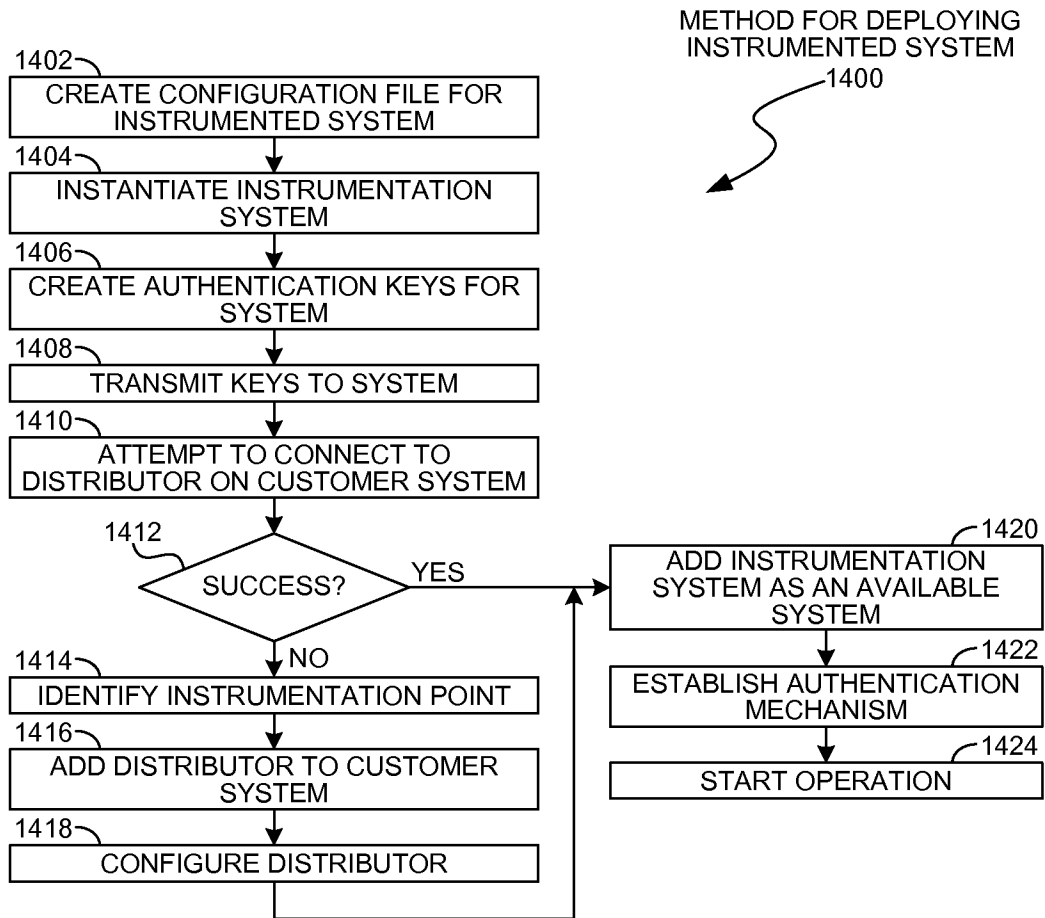 METHOD FOR DEPLOYING
INSTRUMENTED SYSTEM
1400
1402
CREATE CONFIGURATION FILE FOR
INSTRUMENTED SYSTEM
1404
INSTANTIATE INSTRUMENTATION
SYSTEM
1406
CREATE AUTHENTICATION KEYS FOR
SYSTEM
1408
TRANSMIT KEYS TO SYSTEM
1410
ATTEMPT TO CONNECT TO
DISTRIBUTOR ON CUSTOMER SYSTEM
1412
SUCCESS?
YES
NO
1414
IDENTIFY INSTRUMENTATION POINT
1416
ADD DISTRIBUTOR TO CUSTOMER
SYSTEM
1418
CONFIGURE DISTRIBUTOR
1420
ADD INSTRUMENTATION
SYSTEM AS AN AVAILABLE
SYSTEM
1422
ESTABLISH AUTHENTICATION
MECHANISM
1424
START OPERATION